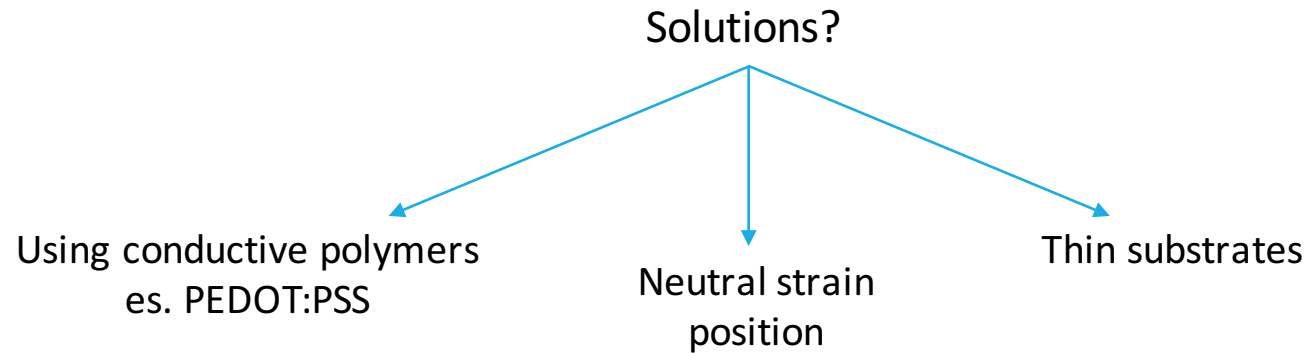 Solutions?
Using conductive polymers
es. PEDOT:PSS
Neutral strain
position
Thin substrates